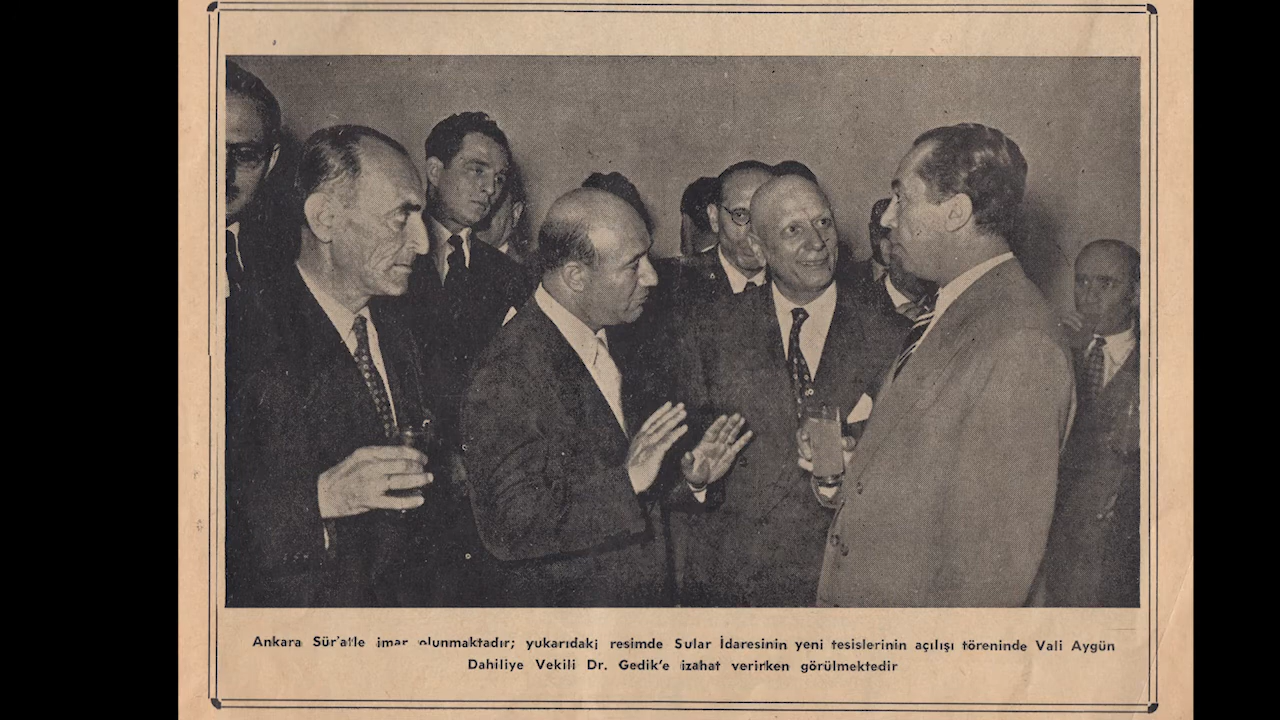 Ankara Sür'atle imar olunmaktadır; yukarıdaki resimde Sular İdaresinin yeni tesislerinin açılışı töreninde Vali Aygün
Dahiliye Vekili Dr. Gedik'e izahat verirken görülmektedir